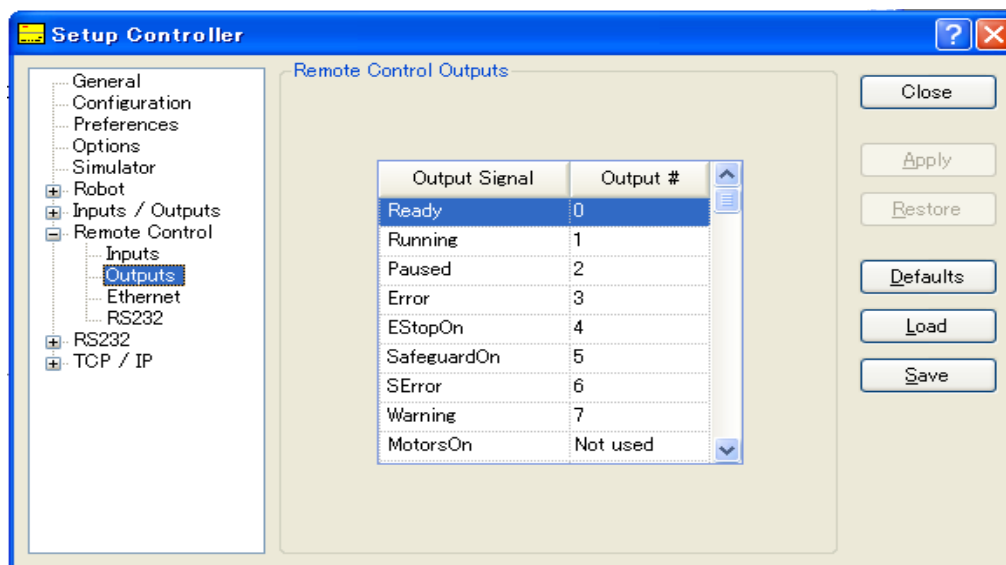 Setup Controller
General
Configuration
Preferences
Options
Simulator
Robot
Inputs / Outputs
Remote Control
Inputs
Outputs
Ethernet
RS232
RS232
TCP / IP
Remote Control Outputs
Output Signal Output #
Ready 0
Running 1
Paused 2
Error 3
EStopOn 4
SafeguardOn 5
SError 6
Warning 7
MotorsOn Not used
Close
Apply
Restore
Defaults
Load
Save